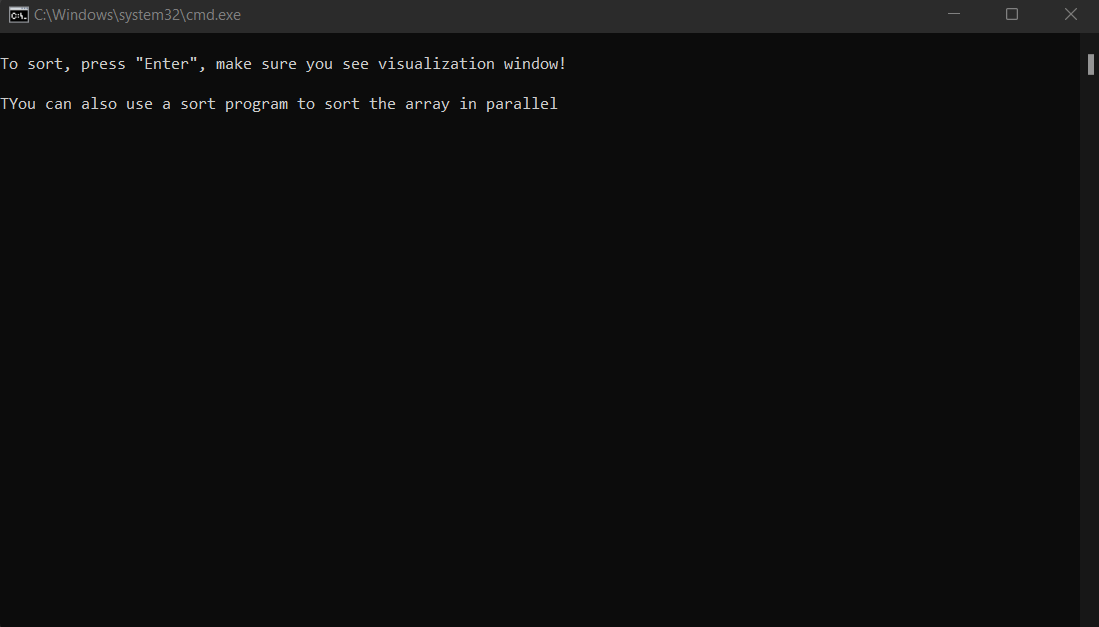 C:\Windows\system32\cmd.exe
To sort, press "Enter", make sure you see visualization window!
TYou can also use a sort program to sort the array in parallel